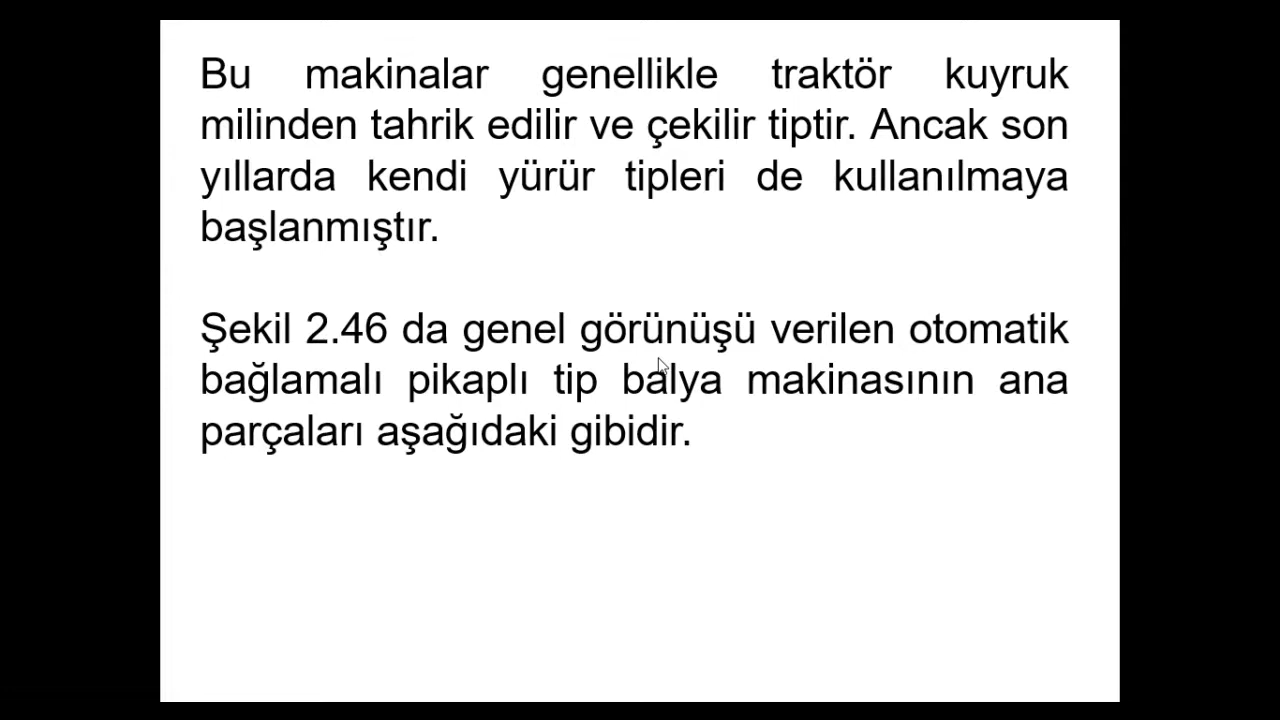 Bu makinalar genellikle traktör kuyruk
milinden tahrik edilir ve çekilir tiptir. Ancak son
yıllarda kendi yürür tipleri de kullanılmaya
başlanmıştır.
Şekil 2.46 da genel görünüşü verilen otomatik
bağlamalı pikaplı tip balya makinasının ana
parçaları aşağıdaki gibidir.